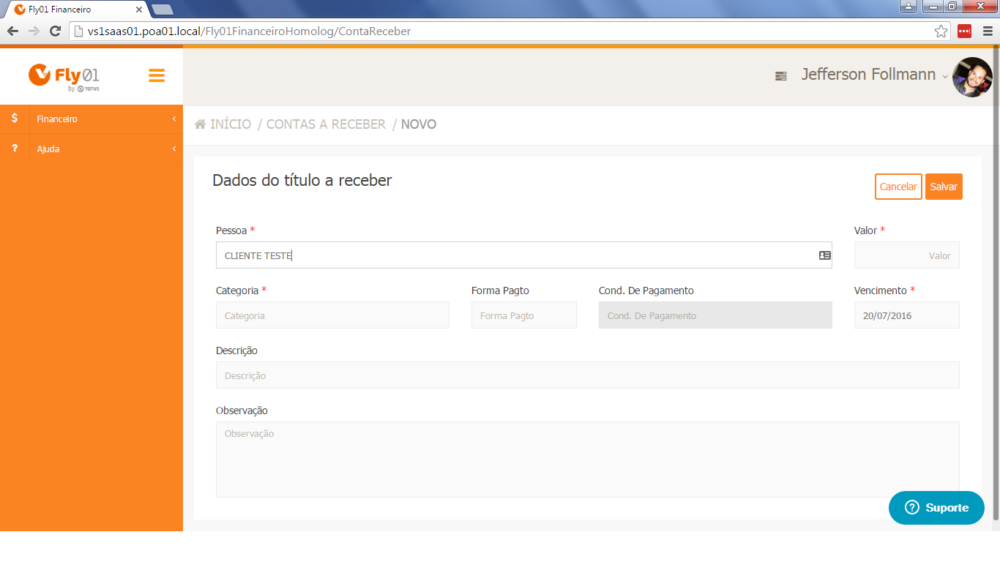 Fly01 Financeiro
vs1saas01.poa01.local/Fly01FinanceiroHomolog/ContaReceber
Fly01
by TOTVS
Jefferson Follmann
$ Financeiro
? Ajuda
INÍCIO / CONTAS A RECEBER / NOVO
Dados do título a receber
Cancelar Salvar
Pessoa * Valor *
CLIENTE TESTE Valor
Categoria * Forma Pagto Cond. De Pagamento Vencimento *
Categoria Forma Pagto Cond. De Pagamento 20/07/2016
Descrição
Descrição
Observação
Observação
? Suporte